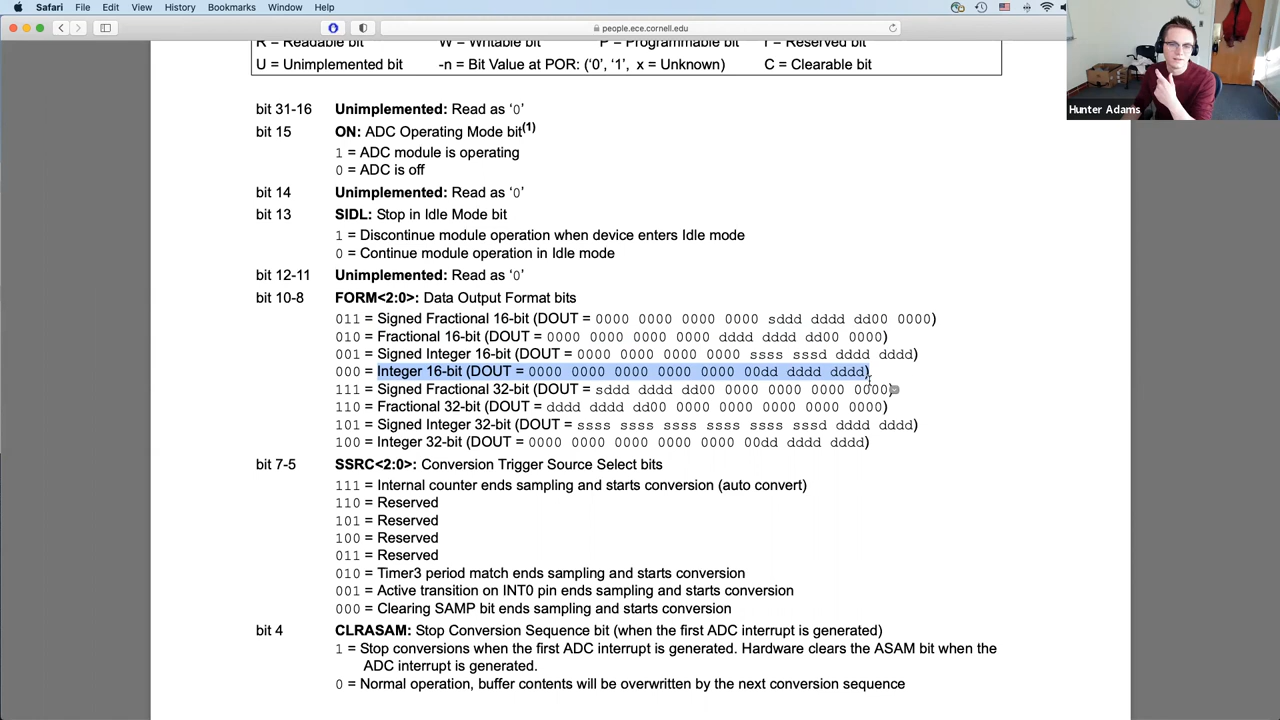 Safari File Edit View History Bookmarks Window Help
people.ece.cornell.edu
Hunter Adams
R = Readable bit W = Writable bit P = Programmable bit r = Reserved bit
U = Unimplemented bit -n = Bit Value at POR: (‘0’, ‘1’, x = Unknown) C = Clearable bit
bit 31-16 Unimplemented: Read as ‘0’
bit 15 ON: ADC Operating Mode bit(1)
1 = ADC module is operating
0 = ADC is off
bit 14 Unimplemented: Read as ‘0’
bit 13 SIDL: Stop in Idle Mode bit
1 = Discontinue module operation when device enters Idle mode
0 = Continue module operation in Idle mode
bit 12-11 Unimplemented: Read as ‘0’
bit 10-8 FORM<2:0>: Data Output Format bits
011 = Signed Fractional 16-bit (DOUT = 0000 0000 0000 0000 sddd dddd dd00 0000)
010 = Fractional 16-bit (DOUT = 0000 0000 0000 0000 dddd dddd dd00 0000)
001 = Signed Integer 16-bit (DOUT = 0000 0000 0000 0000 ssss sssd dddd dddd)
000 = Integer 16-bit (DOUT = 0000 0000 0000 0000 0000 00dd dddd dddd)
111 = Signed Fractional 32-bit (DOUT = sddd dddd dd00 0000 0000 0000 0000)
110 = Fractional 32-bit (DOUT = dddd dddd dd00 0000 0000 0000 0000 0000)
101 = Signed Integer 32-bit (DOUT = ssss ssss ssss ssss ssss sssd dddd dddd)
100 = Integer 32-bit (DOUT = 0000 0000 0000 0000 0000 00dd dddd dddd)
bit 7-5 SSRC<2:0>: Conversion Trigger Source Select bits
111 = Internal counter ends sampling and starts conversion (auto convert)
110 = Reserved
101 = Reserved
100 = Reserved
011 = Reserved
010 = Timer3 period match ends sampling and starts conversion
001 = Active transition on INT0 pin ends sampling and starts conversion
000 = Clearing SAMP bit ends sampling and starts conversion
bit 4 CLRASAM: Stop Conversion Sequence bit (when the first ADC interrupt is generated)
1 = Stop conversions when the first ADC interrupt is generated. Hardware clears the ASAM bit when the
ADC interrupt is generated.
0 = Normal operation, buffer contents will be overwritten by the next conversion sequence